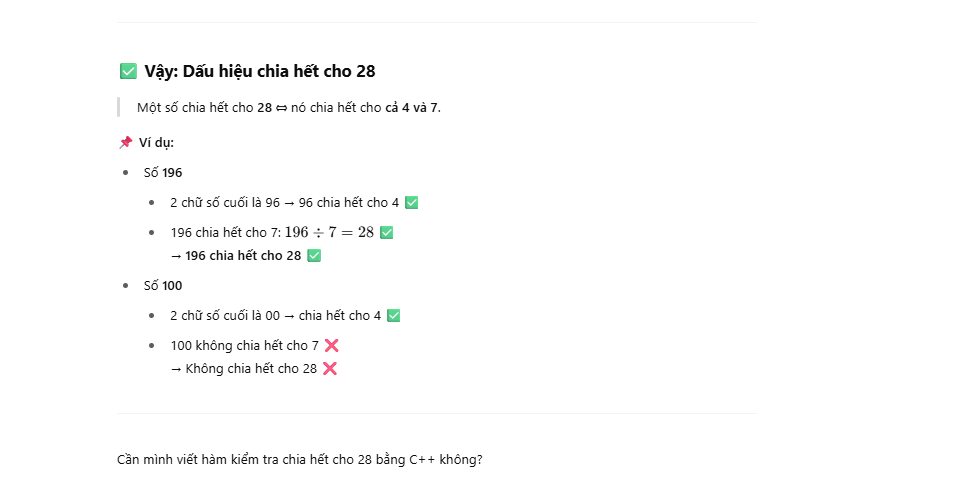 ✅ Vậy: Dấu hiệu chia hết cho 28
Một số chia hết cho 28 ⇔ nó chia hết cho cả 4 và 7.
📌 Ví dụ:
• Số 196
• 2 chữ số cuối là 96 → 96 chia hết cho 4 ✅
• 196 chia hết cho 7: 196 ÷ 7 = 28 ✅
→ 196 chia hết cho 28 ✅
• Số 100
• 2 chữ số cuối là 00 → chia hết cho 4 ✅
• 100 không chia hết cho 7 ❌
→ Không chia hết cho 28 ❌
Cần mình viết hàm kiểm tra chia hết cho 28 bằng C++ không?